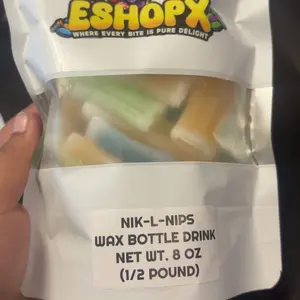 ESHOPX
WHERE EVERY BITE IS PURE DELIGHT
NIK-L-NIPS
WAX BOTTLE DRINK
NET WT. 8 OZ
(1/2 POUND)